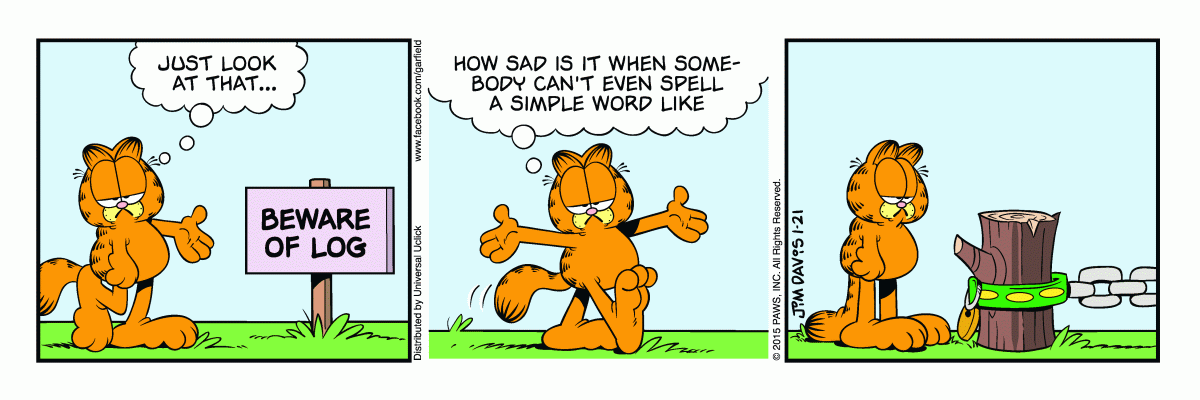 JUST LOOK
AT THAT...
BEWARE
OF LOG
www.facebook.com/garfield
Distributed by Universal Uclick
HOW SAD IS IT WHEN SOME-
BODY CAN'T EVEN SPELL
A SIMPLE WORD LIKE
© 2015 PAWS, INC. All Rights Reserved.
JIM DAVIS 1·21